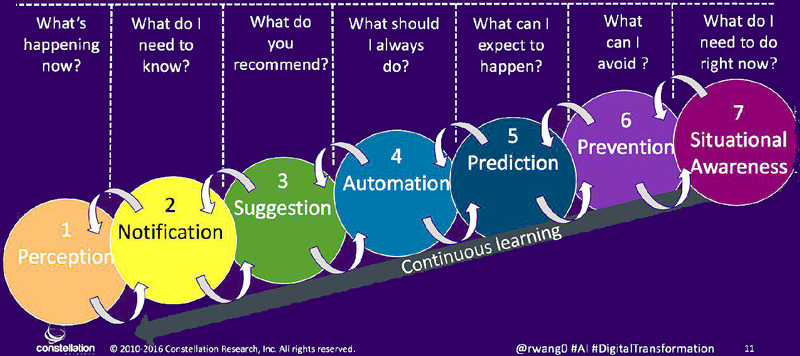 What's
happening
now?
What do I
need to
know?
What do
you
recommend?
What should
I always
do?
What can I
expect to
happen?
What
can I
avoid ?
What do I
need to do
right now?
1
Perception
2
Notification
3
Suggestion
4
Automation
5
Prediction
6
Prevention
7
Situational
Awareness
Continuous learning
constellation
RESEARCH
© 2010-2016 Constellation Research, Inc. All rights reserved.
@rwang0 #AI #DigitalTransformation
11